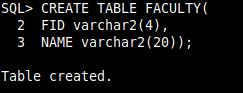 SQL> CREATE TABLE FACULTY(
  2  FID varchar2(4),
  3  NAME varchar2(20));

Table created.